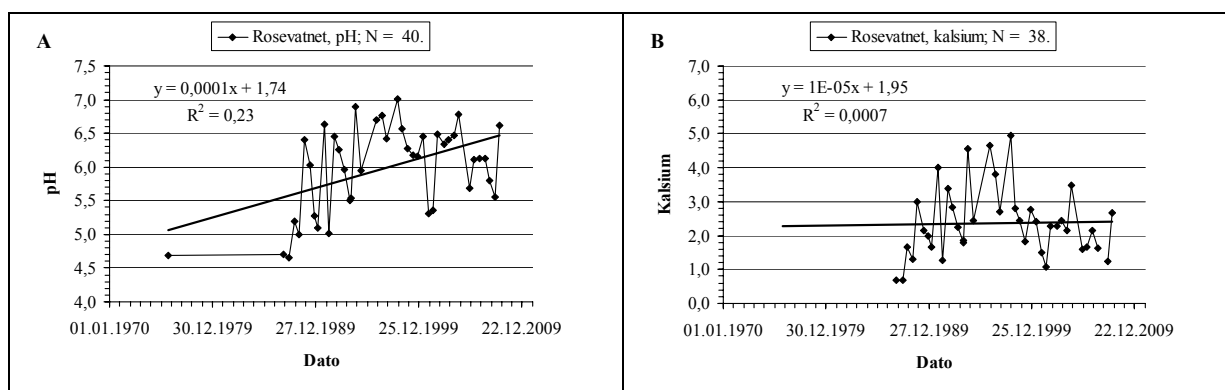 A
Rosevatnet, pH; N = 40.
7,5
7,0
6,5
6,0
5,5
5,0
4,5
4,0
pH
y = 0,0001x + 1,74
R² = 0,23
01.01.1970 30.12.1979 27.12.1989 25.12.1999 22.12.2009
Dato
B
Rosevatnet, kalsium; N = 38.
7,0
6,0
5,0
4,0
3,0
2,0
1,0
0,0
Kalsium
y = 1E-05x + 1,95
R² = 0,0007
01.01.1970 30.12.1979 27.12.1989 25.12.1999 22.12.2009
Dato